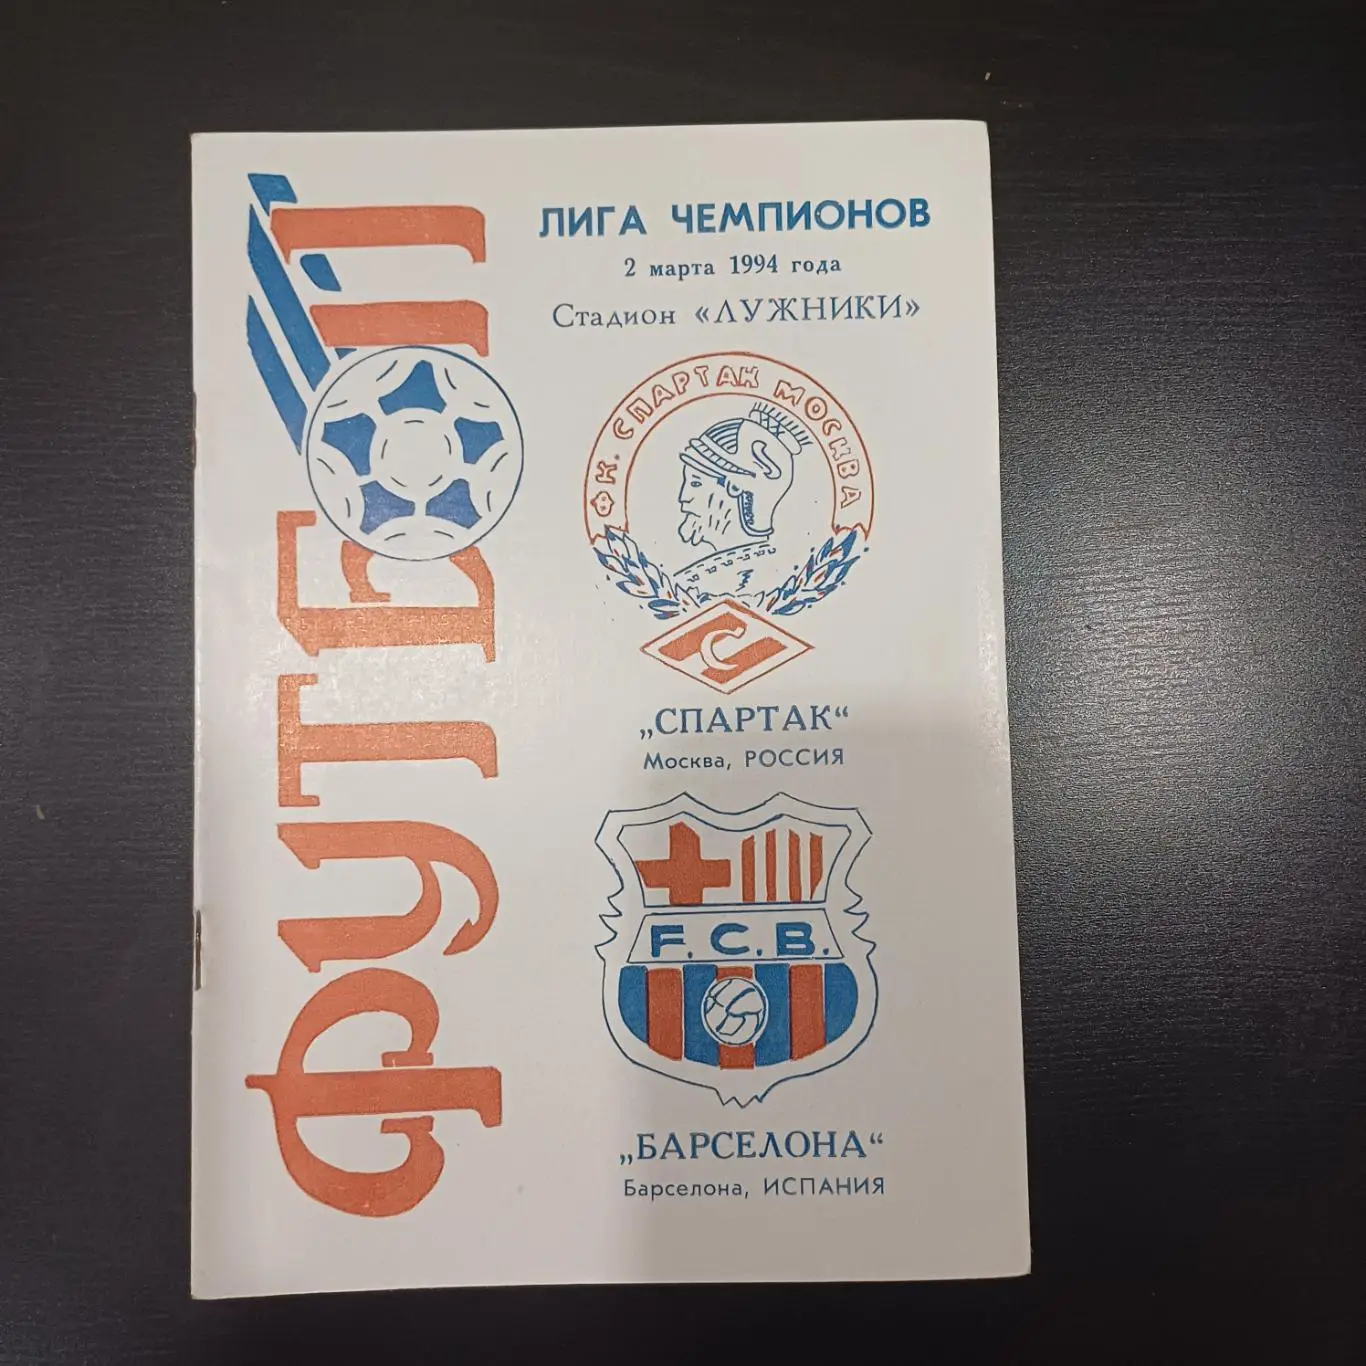 ФУТБОЛ
ЛИГА ЧЕМПИОНОВ
2 марта 1994 года
Стадион «ЛУЖНИКИ»
ФК. СПАРТАК МОСКВА
С
„СПАРТАК“
Москва, РОССИЯ
F.C.B.
„БАРСЕЛОНА“
Барселона, ИСПАНИЯ